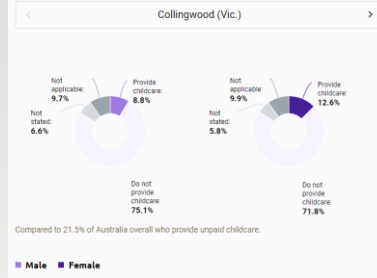 Collingwood (Vic.)
Not
applicable:
9.7%
Provide
childcare:
8.8%
Not
stated:
6.6%
Do not
provide
childcare:
75.1%
Not
applicable:
9.9%
Provide
childcare:
12.6%
Not
stated:
5.8%
Do not
provide
childcare:
71.8%
Compared to 21.5% of Australia overall who provide unpaid childcare.
Male
Female